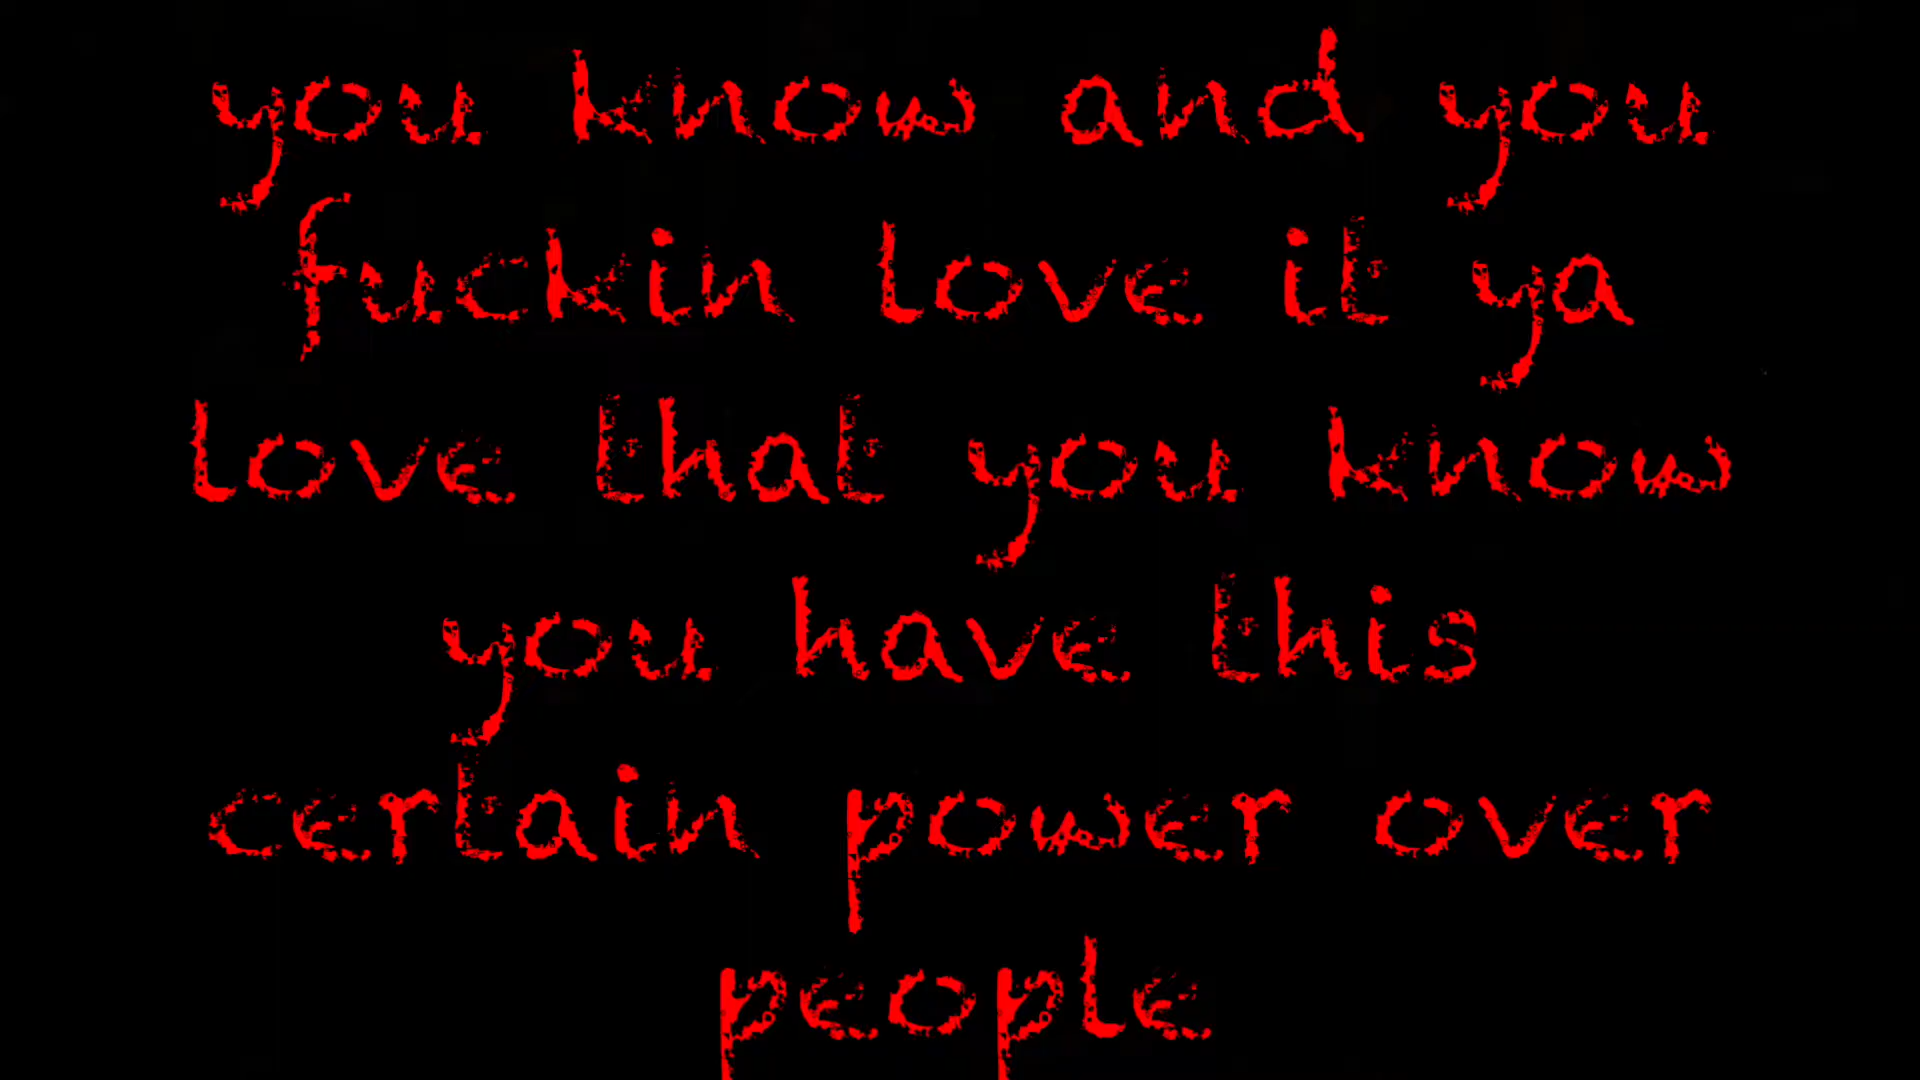 you know and you
fuckin love it ya
love that you know
you have this
certain power over
people